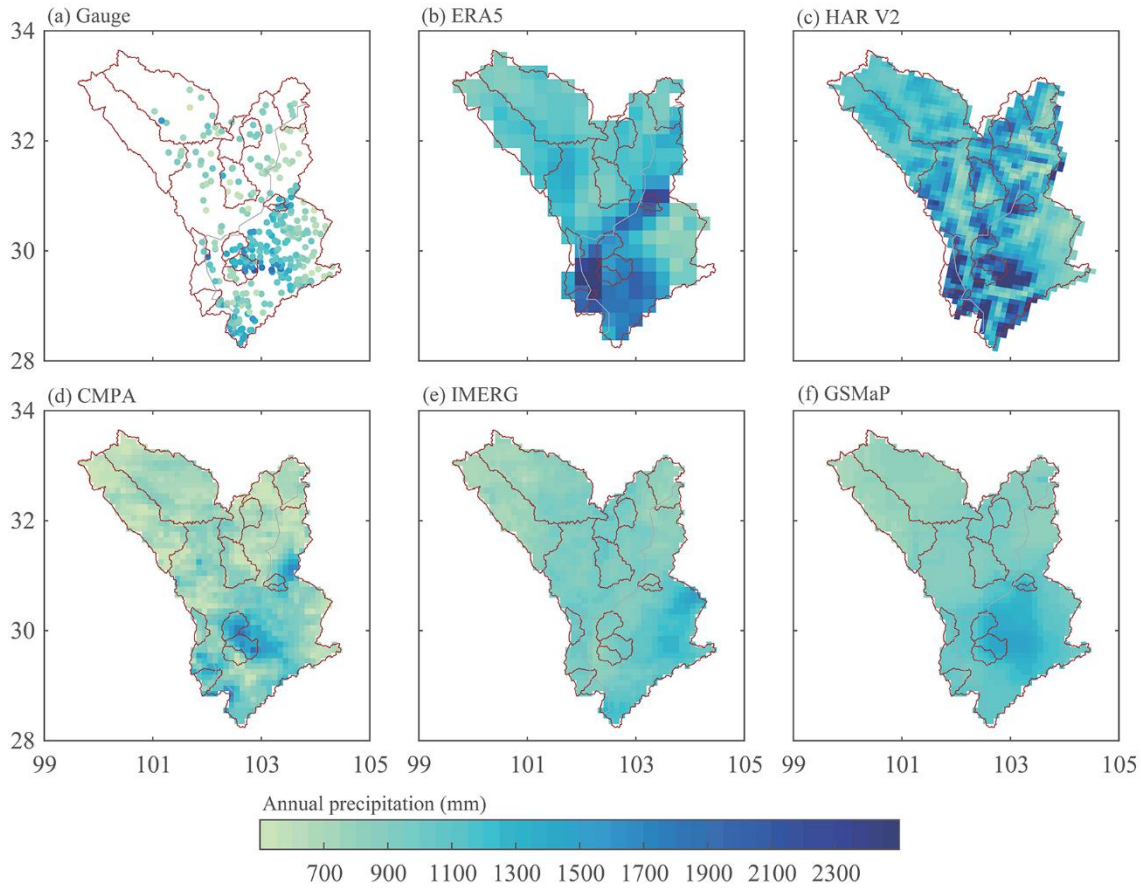 (a) Gauge
(b) ERA5
(c) HAR V2
34
32
30
28
(d) CMPA
(e) IMERG
(f) GSMaP
34
32
30
28
99 101 103 105 99 101 103 105 99 101 103 105
Annual precipitation (mm)
700 900 1100 1300 1500 1700 1900 2100 2300